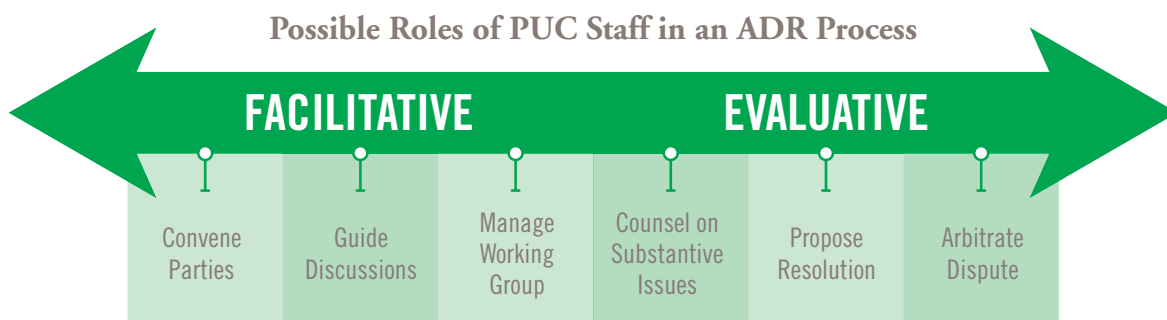 Possible Roles of PUC Staff in an ADR Process
FACILITATIVE
EVALUATIVE
Convene
Parties
Guide
Discussions
Manage
Working
Group
Counsel on
Substantive
Issues
Propose
Resolution
Arbitrate
Dispute